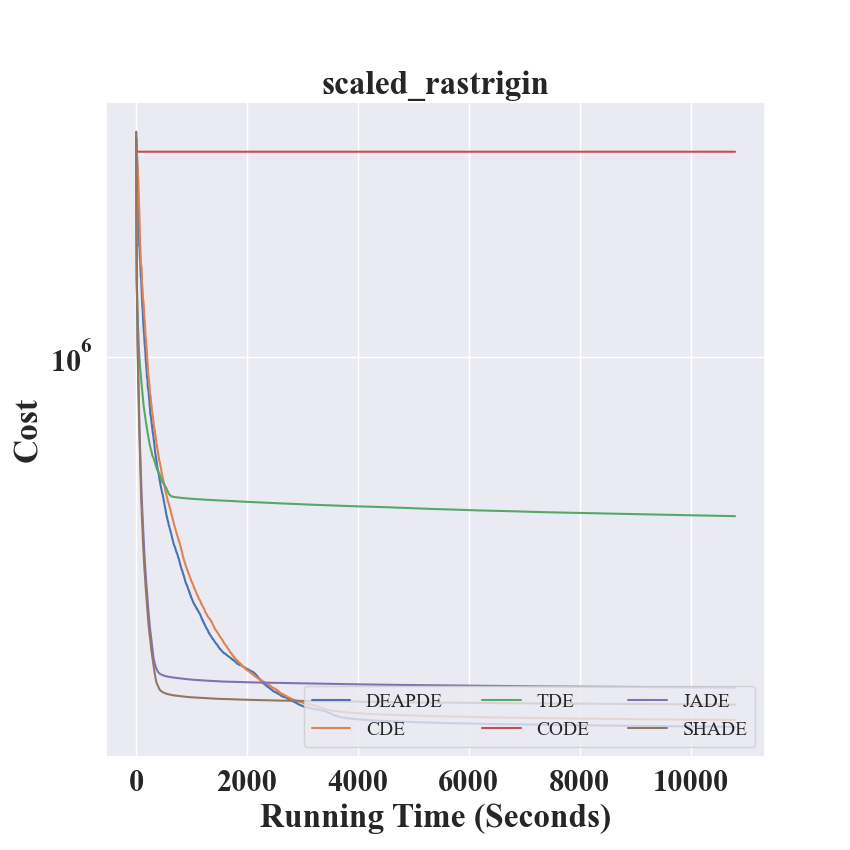 scaled_rastrigin
Cost
10^6
DEAPDE TDE JADE
CDE CODE SHADE
0 2000 4000 6000 8000 10000
Running Time (Seconds)